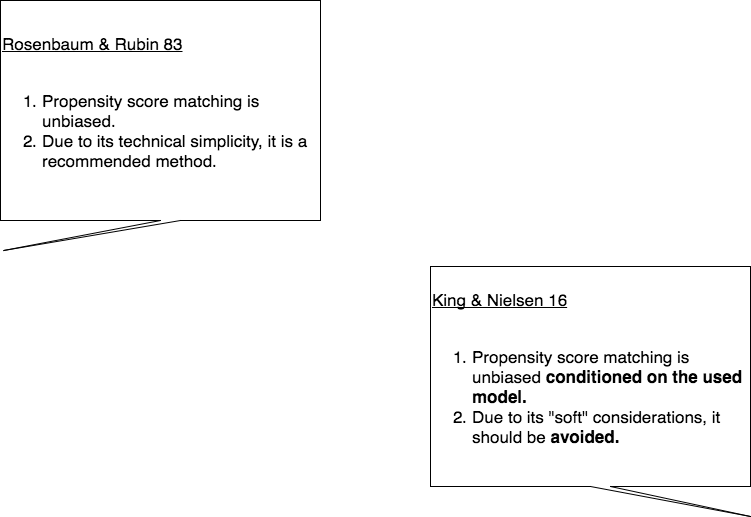 Rosenbaum & Rubin 83
1. Propensity score matching is
unbiased.
2. Due to its technical simplicity, it is a
recommended method.
King & Nielsen 16
1. Propensity score matching is
unbiased conditioned on the used
model.
2. Due to its "soft" considerations, it
should be avoided.